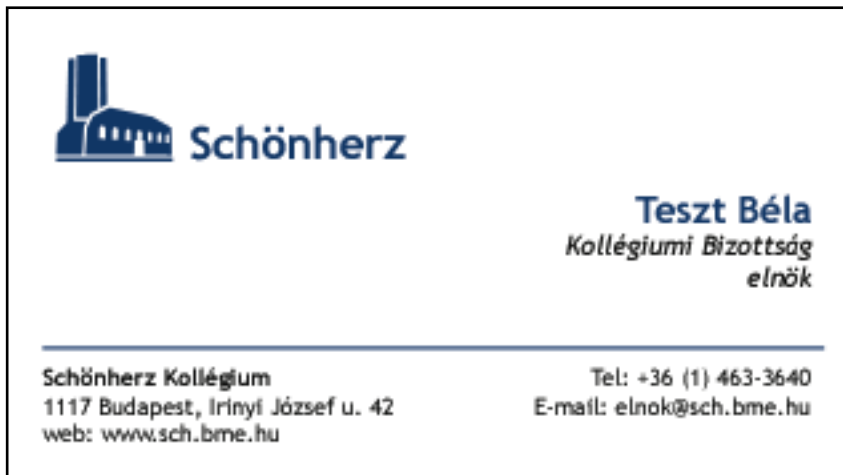 Schönherz
Teszt Béla
Kollégiumi Bizottság
elnök
Schönherz Kollégium
1117 Budapest, Irinyi József u. 42
web: www.sch.bme.hu
Tel: +36 (1) 463-3640
E-mail: elnok@sch.bme.hu